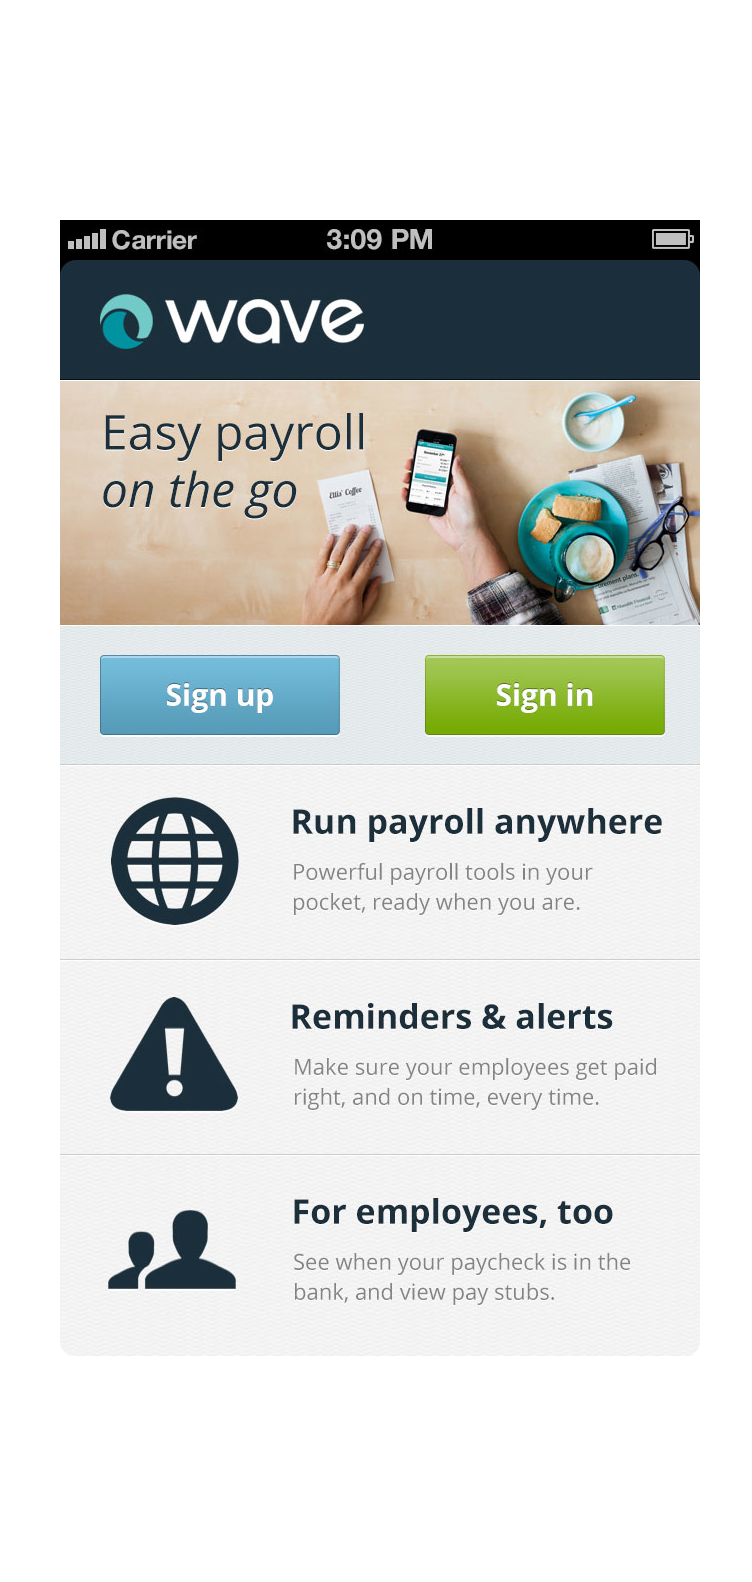 Carrier 3:09 PM
wave
Easy payroll
on the go
Ellis' Coffee
Sign up
Sign in
Run payroll anywhere
Powerful payroll tools in your
pocket, ready when you are.
Reminders & alerts
Make sure your employees get paid
right, and on time, every time.
For employees, too
See when your paycheck is in the
bank, and view pay stubs.